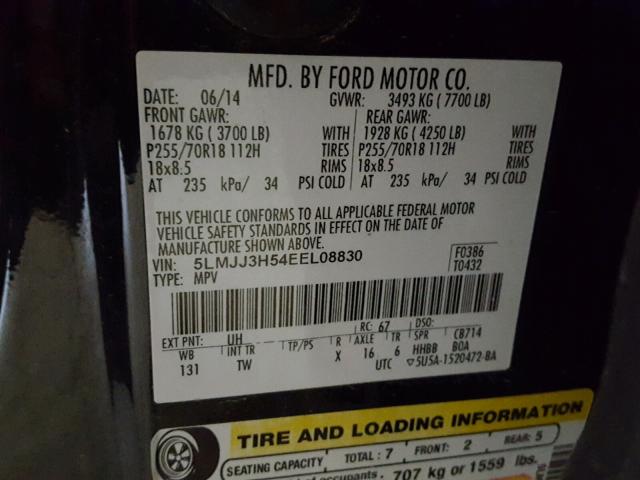 MFD. BY FORD MOTOR CO.
DATE: 06/14 GVWR: 3493 KG ( 7700 LB)
FRONT GAWR: REAR GAWR:
1678 KG ( 3700 LB) WITH 1928 KG ( 4250 LB) WITH
P255/70R18 112H TIRES P255/70R18 112H TIRES
18x8.5 RIMS 18x8.5 RIMS
AT 235 kPa/ 34 PSI COLD AT 235 kPa/ 34 PSI COLD
THIS VEHICLE CONFORMS TO ALL APPLICABLE FEDERAL MOTOR
VEHICLE SAFETY STANDARDS IN EFFECT ON THE DATE OF
MANUFACTURE SHOWN ABOVE.
VIN: 5LMJJ3H54EEL08830 F0386
TYPE: MPV T0432
EXT PNT: UH RC: 67 DSO:
WB INT TR TP/PS R AXLE TR SPR CB714
131 TW X 16 6 HHBB BOA
UTC ▽5U5A-1520472-BA
TIRE AND LOADING INFORMATION
SEATING CAPACITY TOTAL : 7 FRONT: 2 REAR: 5
occupants. 707 kg or 1559 lbs.